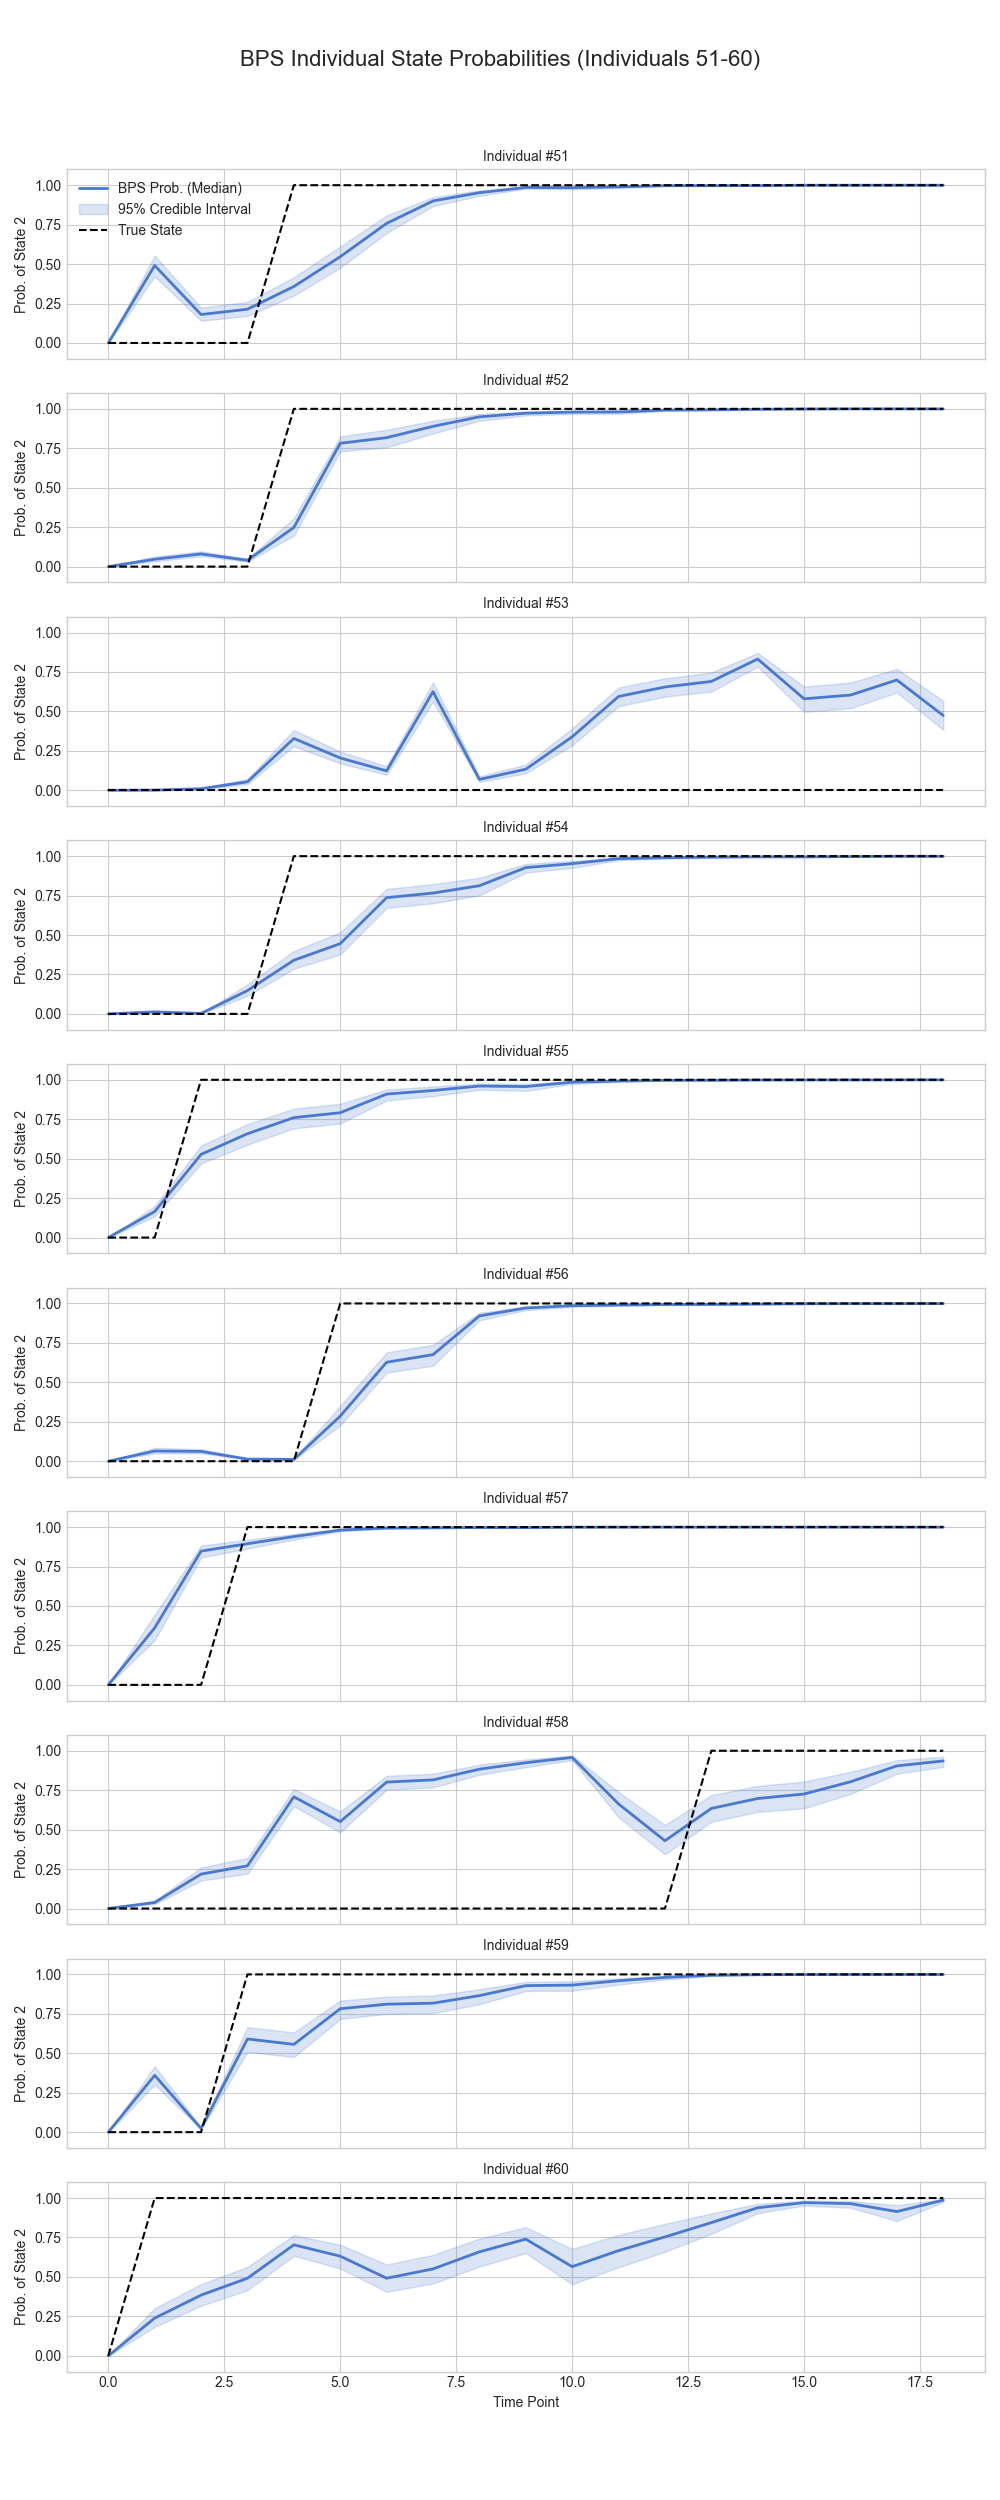 BPS Individual State Probabilities (Individuals 51-60)
Individual #51
Prob. of State 2
1.00
0.75
0.50
0.25
0.00
BPS Prob. (Median)
95% Credible Interval
True State
Individual #52
Prob. of State 2
1.00
0.75
0.50
0.25
0.00
Individual #53
Prob. of State 2
1.00
0.75
0.50
0.25
0.00
Individual #54
Prob. of State 2
1.00
0.75
0.50
0.25
0.00
Individual #55
Prob. of State 2
1.00
0.75
0.50
0.25
0.00
Individual #56
Prob. of State 2
1.00
0.75
0.50
0.25
0.00
Individual #57
Prob. of State 2
1.00
0.75
0.50
0.25
0.00
Individual #58
Prob. of State 2
1.00
0.75
0.50
0.25
0.00
Individual #59
Prob. of State 2
1.00
0.75
0.50
0.25
0.00
Individual #60
Prob. of State 2
1.00
0.75
0.50
0.25
0.00
0.0 2.5 5.0 7.5 10.0 12.5 15.0 17.5
Time Point